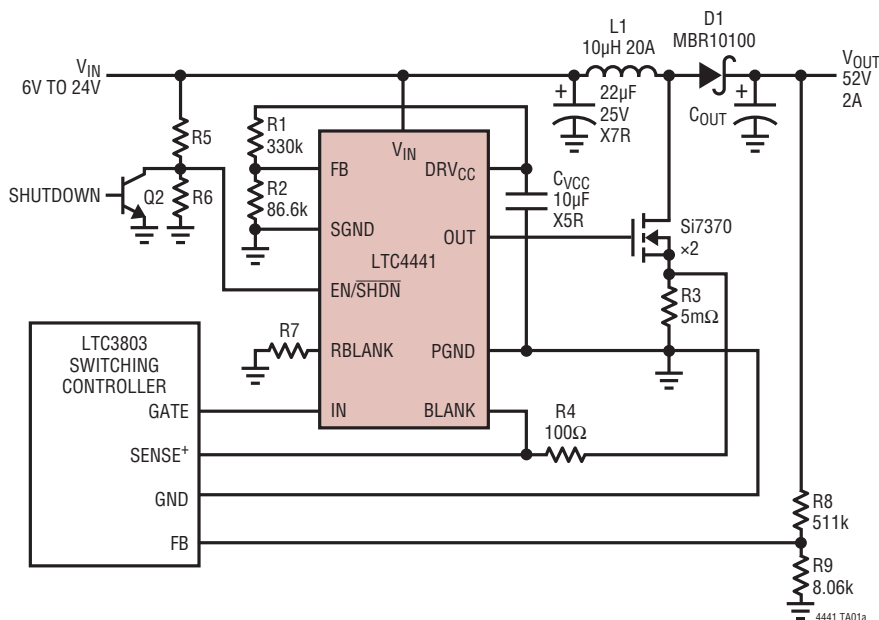 L1
10µH 20A
D1
MBR10100
VIN
6V TO 24V
VOUT
52V
2A
+
22µF
25V
X7R
+
COUT
R5
R1
330k
VIN
FB
DRVCC
SHUTDOWN
Q2
R6
R2
86.6k
CVCC
10µF
X5R
SGND
OUT
Si7370
×2
LTC4441
EN/SHDN
R3
5mΩ
R7
RBLANK
PGND
LTC3803
SWITCHING
CONTROLLER
GATE
IN
BLANK
R4
100Ω
SENSE+
GND
R8
511k
FB
R9
8.06k
4441 TA01a